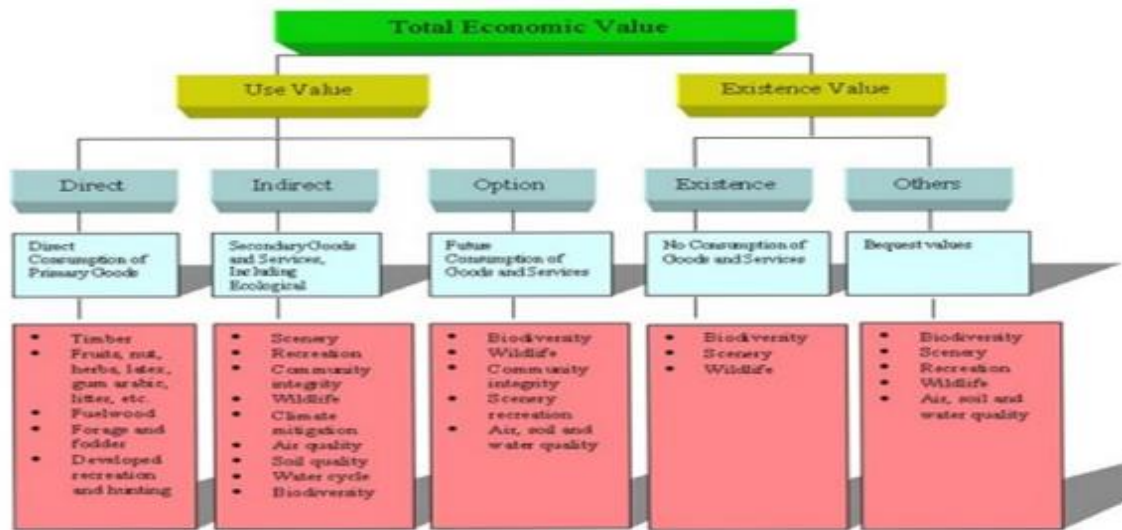 Total Economic Value
Use Value
Existence Value
Direct
Indirect
Option
Existence
Others
Direct
Consumption of
Primary Goods
Secondary Goods
and Services,
Including
Ecological
Future
Consumption of
Goods and Services
No Consumption of
Goods and Services
Bequest values
• Timber
• Fruits, nut,
herbs, latex,
gum arabic,
litter, etc.
• Fuelwood
• Forage and
fodder
• Developed
recreation
and hunting
• Scenery
• Recreation
• Community
integrity
• Wildlife
• Climate
mitigation
• Air quality
• Soil quality
• Water cycle
• Biodiversity
• Biodiversity
• Wildlife
• Community
integrity
• Scenery
recreation
• Air, soil and
water quality
• Biodiversity
• Scenery
• Wildlife
• Biodiversity
• Scenery
• Recreation
• Wildlife
• Air, soil and
water quality